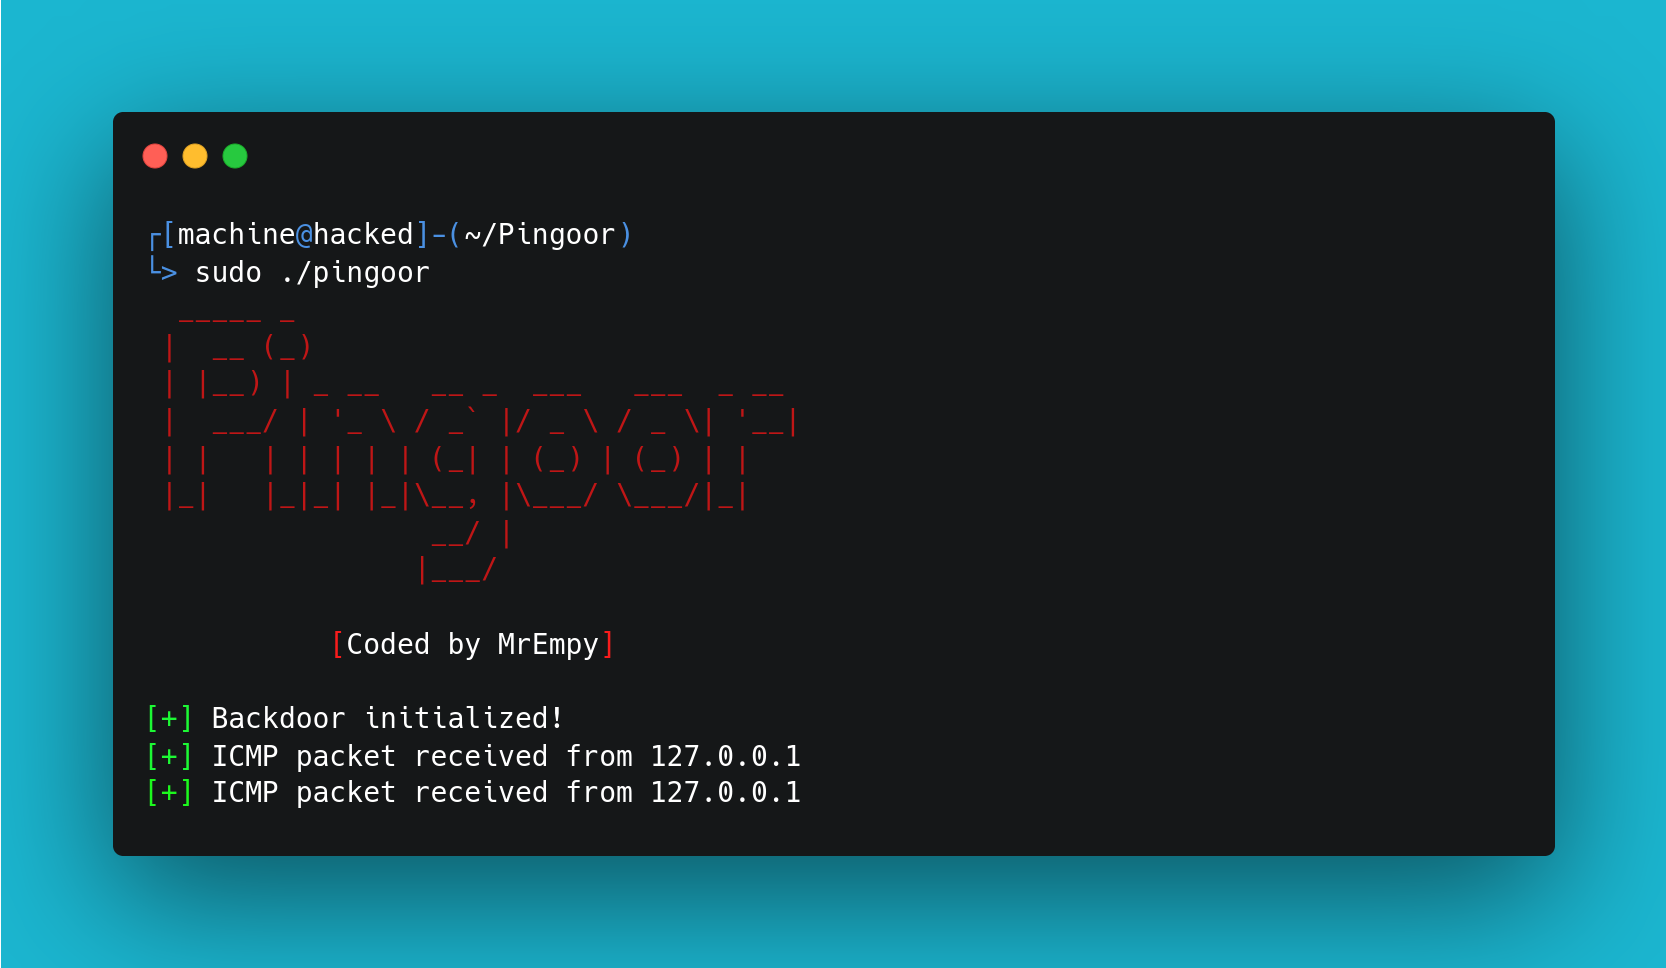 ┌[machine@hacked]-(~/Pingoor)
└> sudo ./pingoor
  _____ _
 |  __ (_)
 | |__) | _ __   __ _  ___   ___  _ __
 |  ___/ | '_ \ / _` |/ _ \ / _ \| '__|
 | |   | | | | | (_| | (_) | (_) | |
 |_|   |_|_| |_|\__, |\___/ \___/|_|
                 __/ |
                |___/
           [Coded by MrEmpy]
[+] Backdoor initialized!
[+] ICMP packet received from 127.0.0.1
[+] ICMP packet received from 127.0.0.1